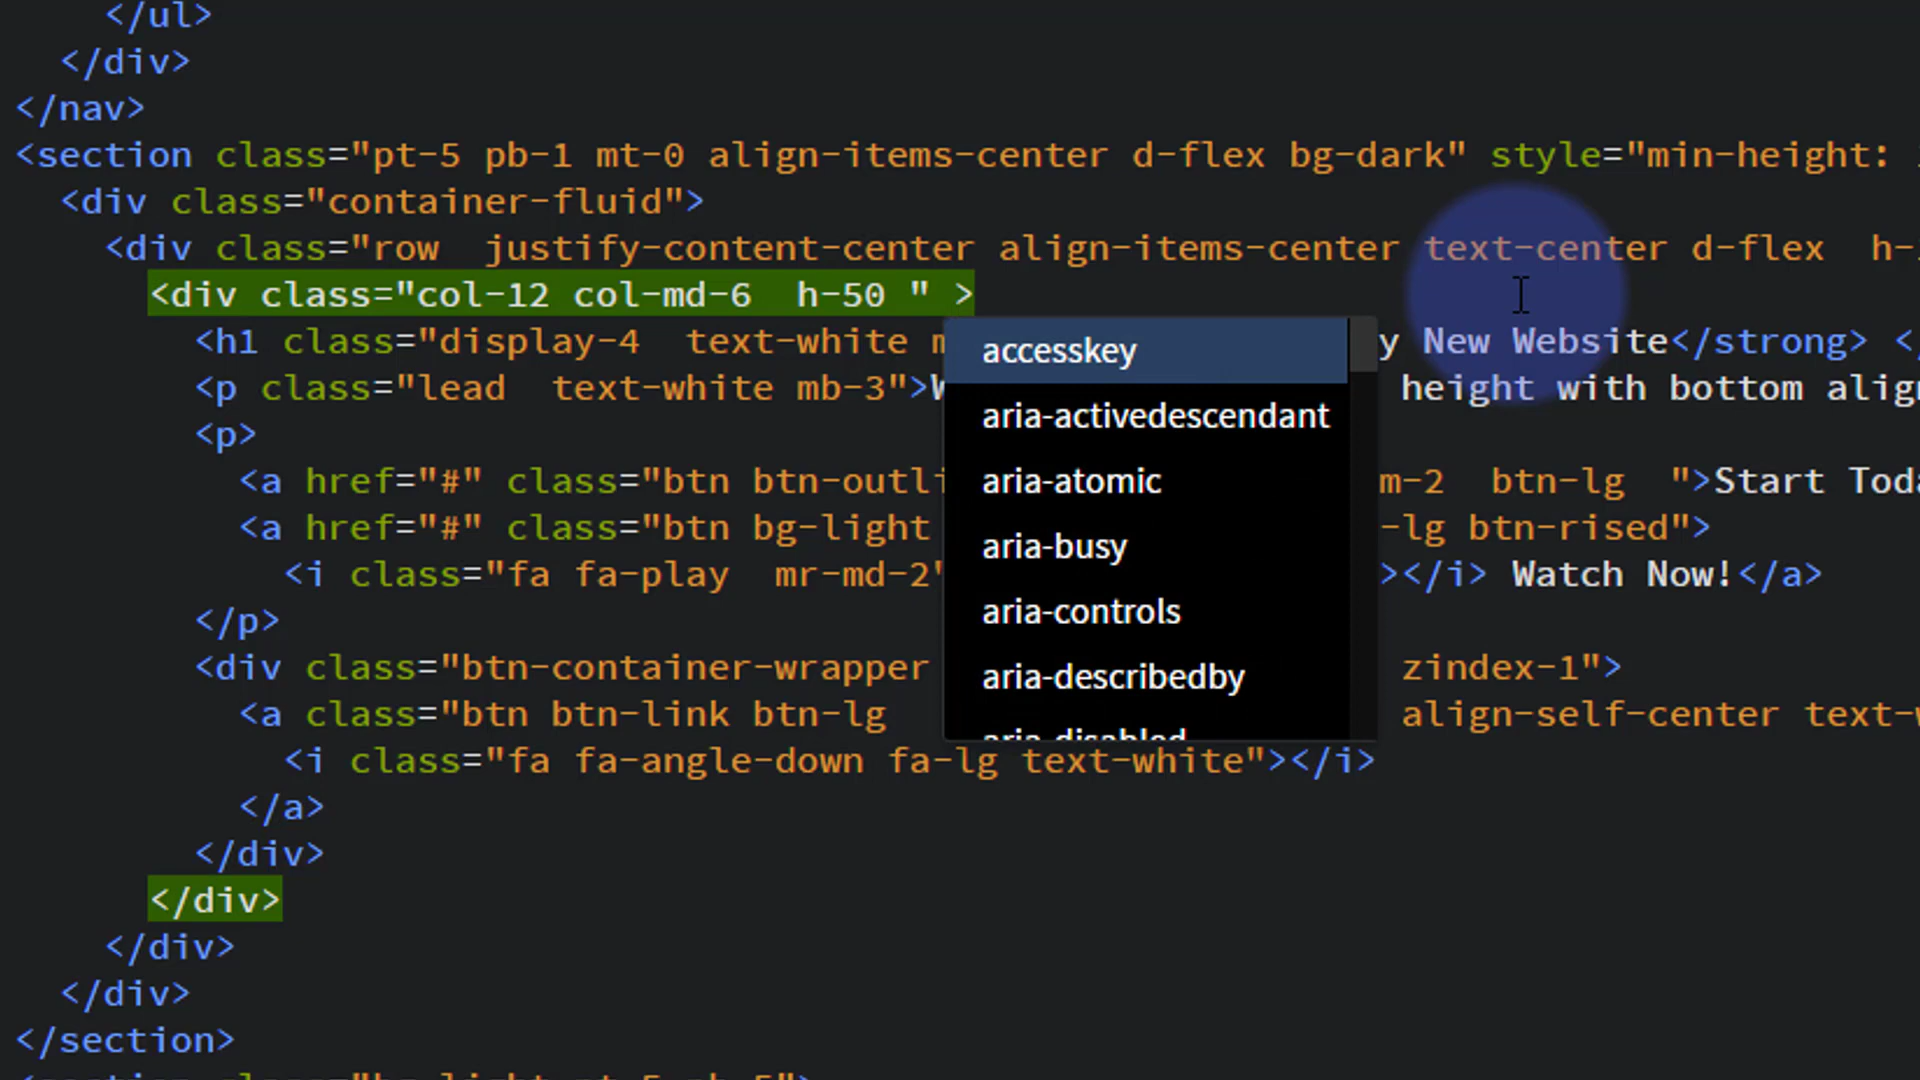 </ul>
</div>
</nav>
<section class="pt-5 pb-1 mt-0 align-items-center d-flex bg-dark" style="min-height:
<div class="container-fluid">
<div class="row  justify-content-center align-items-center text-center d-flex  h-
<div class="col-12 col-md-6  h-50 " >
<h1 class="display-4  text-white y New Website</strong> <
accesskey
<p class="lead  text-white mb-3"> height with bottom
aria-activedescendant
<p>
<a href="#" class="btn m-2  btn-lg  ">Start
aria-atomic
<a href="#" class="btn bg-light -lg btn-rised">
aria-busy
<i class="fa fa-play  mr-md-2" ></i> Watch Now!</a>
aria-controls
</p>
<div class="btn-container-wrapper zindex-1">
aria-describedby
<a class="btn btn-link btn-lg align-self-center
aria-disabled
<i class="fa fa-angle-down fa-lg text-white"></i>
</a>
</div>
</div>
</div>
</div>
</section>